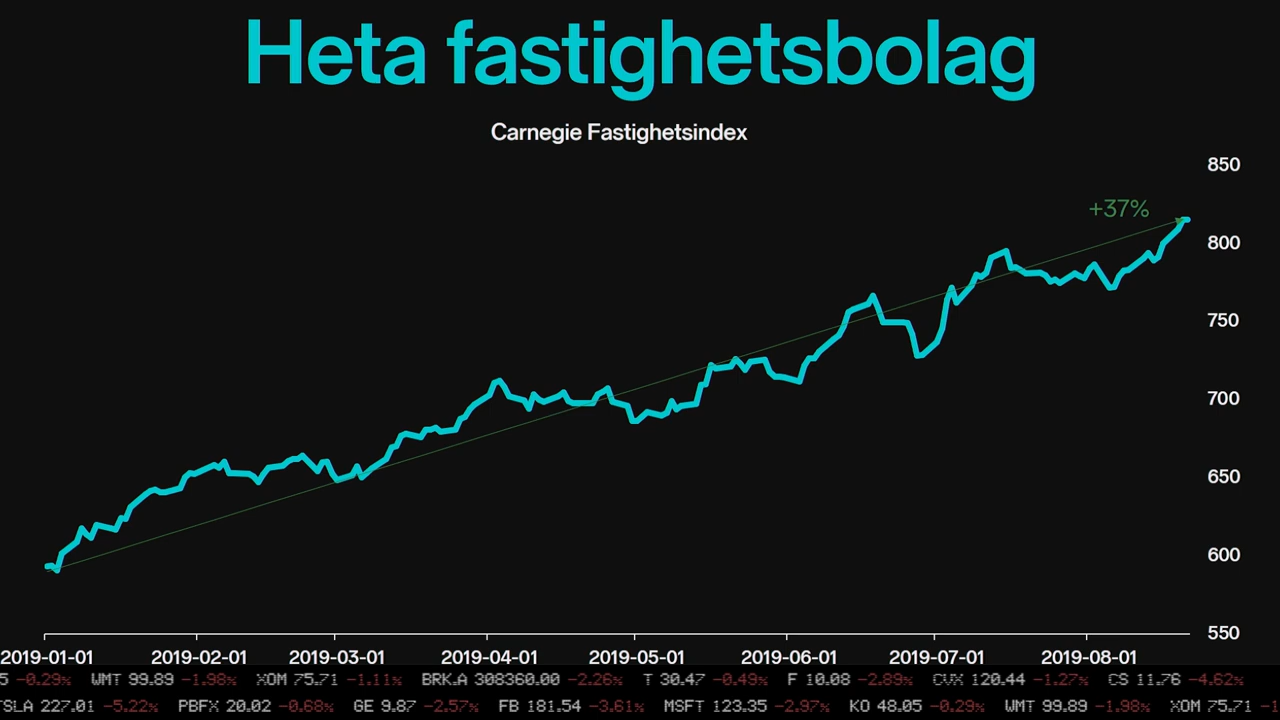 Heta fastighetsbolag
Carnegie Fastighetsindex
850
+37%
800
750
700
650
600
550
2019-01-01 2019-02-01 2019-03-01 2019-04-01 2019-05-01 2019-06-01 2019-07-01 2019-08-01
5 -0.29% WMT 99.89 -1.98% XOM 75.71 -1.11% BRK.A 308360.00 -2.26% T 30.47 -0.49% F 10.08 -2.89% CVX 120.44 -1.27% CS 11.76 -4.62%
TSLA 227.01 -5.22% PBFX 20.02 -0.68% GE 9.87 -2.57% FB 181.54 -3.61% MSFT 123.35 -2.97% KO 48.05 -0.29% WMT 99.89 -1.98% XOM 75.71 -1